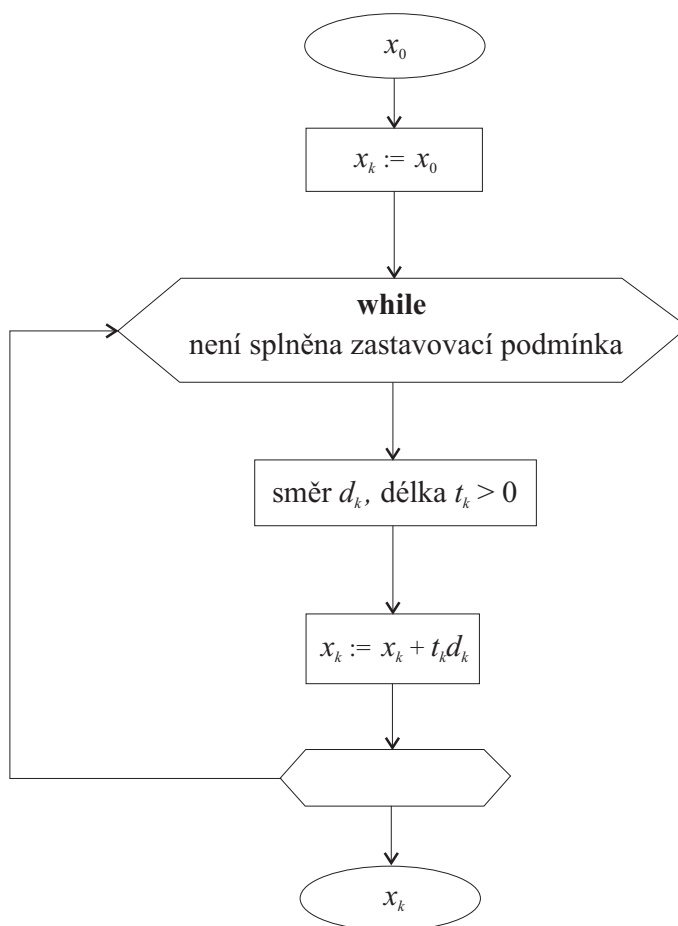 x₀
xₖ := x₀
while
není splněna zastavovací podmínka
směr dₖ, délka tₖ > 0
xₖ := xₖ + tₖdₖ
xₖ